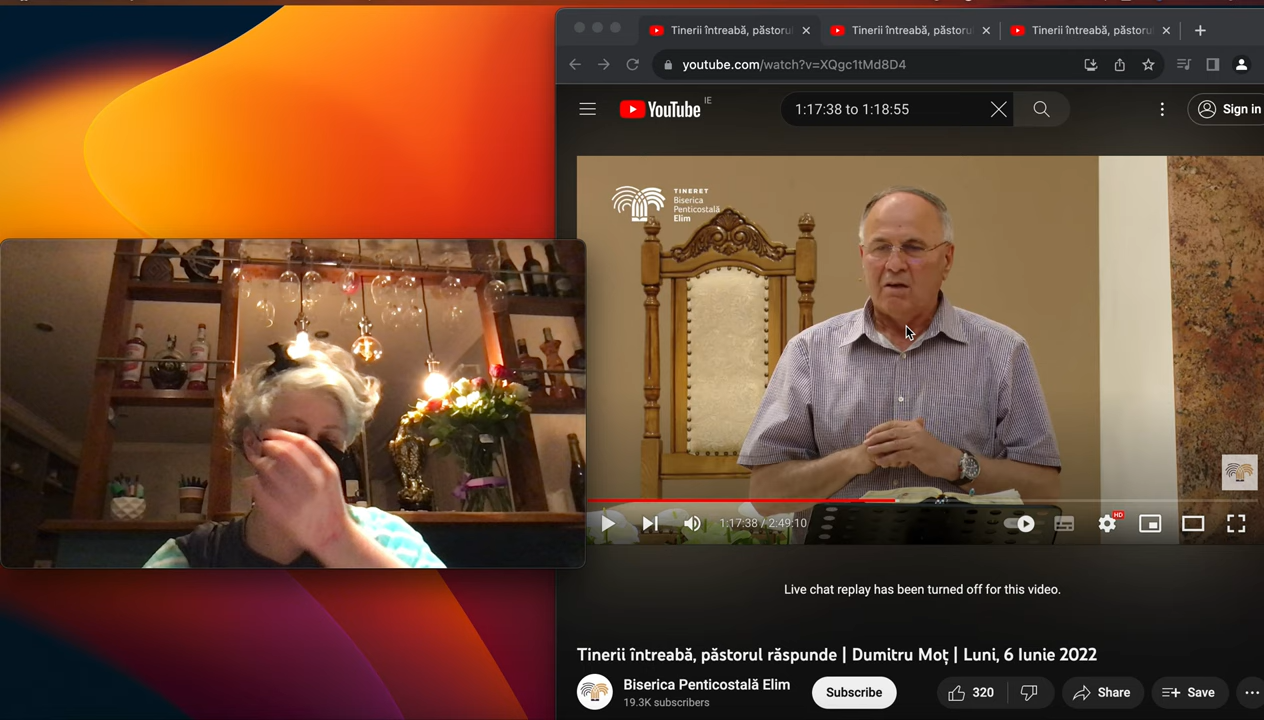 Tinerii întreabă, păstorul
Tinerii întreabă, păstorul
Tinerii întreabă, păstorul
youtube.com/watch?v=XQgc1tMd8D4
YouTube IE
1:17:38 to 1:18:55
Sign in
TINERET
Biserica
Penticostală
Elim
1:17:38 / 2:49:10
HD
Live chat replay has been turned off for this video.
Tinerii întreabă, păstorul răspunde | Dumitru Moț | Luni, 6 Iunie 2022
Biserica Penticostală Elim
19.3K subscribers
Subscribe
320
Share
Save